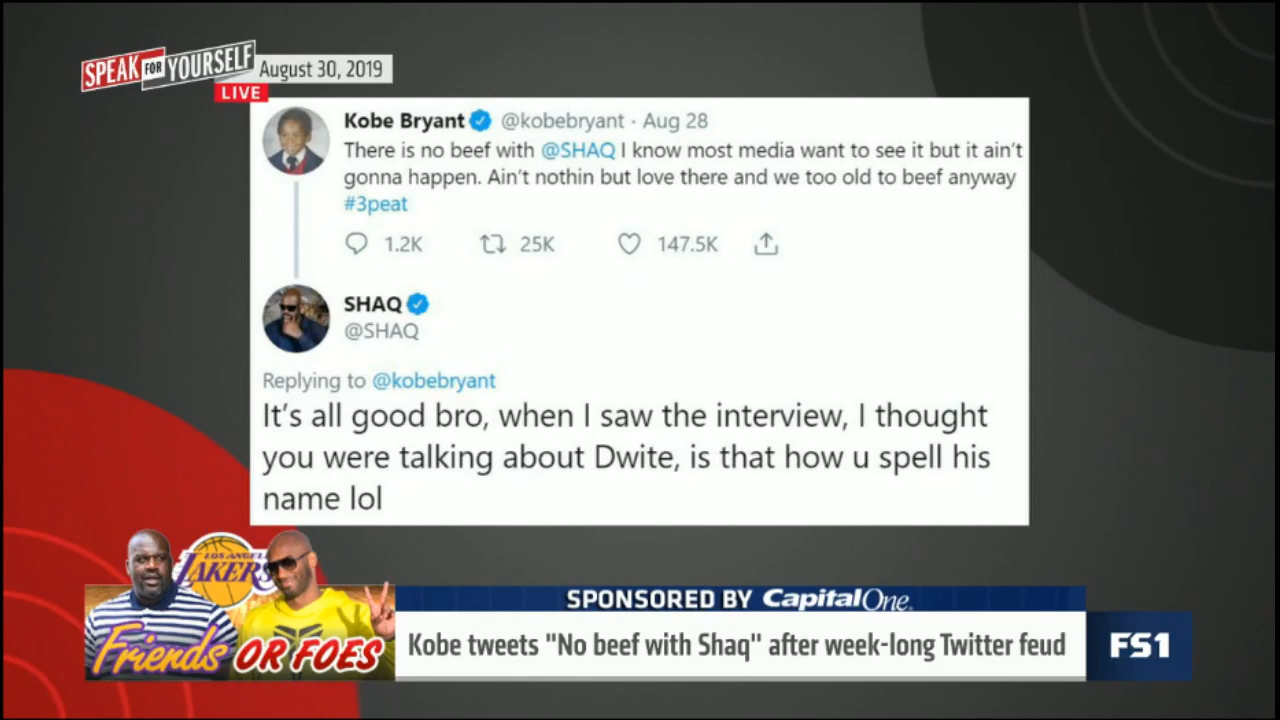 SPEAK FOR YOURSELF
August 30, 2019
LIVE
Kobe Bryant @kobebryant · Aug 28
There is no beef with @SHAQ I know most media want to see it but it ain't
gonna happen. Ain't nothin but love there and we too old to beef anyway
#3peat
1.2K 25K 147.5K
SHAQ
@SHAQ
Replying to @kobebryant
It's all good bro, when I saw the interview, I thought
you were talking about Dwite, is that how u spell his
name lol
LOS ANGEL
LAKERS
Friends OR FOES
SPONSORED BY Capital One
Kobe tweets "No beef with Shaq" after week-long Twitter feud
FS1